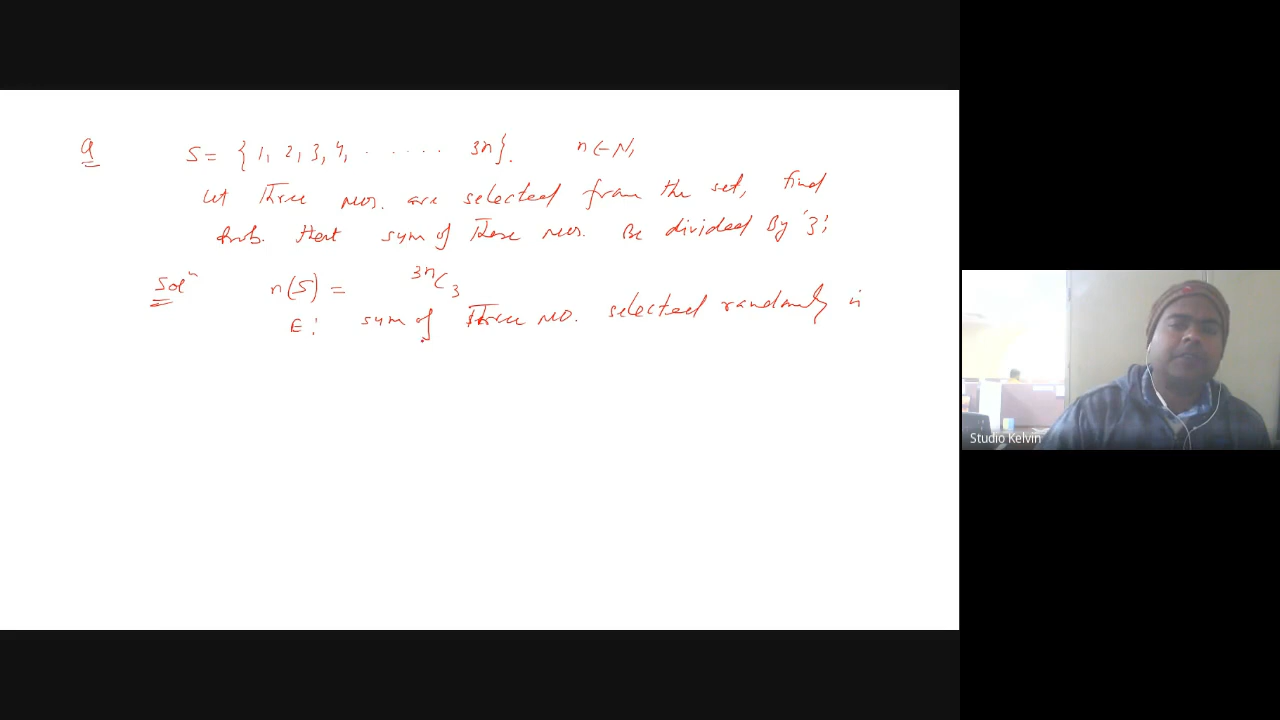 Q S = {1, 2, 3, 4, . . . . . . 3n}. n ∈ N,
Let Three nos. are selected from the set, find
Prob. that sum of These nos. Be divided By '3'.
Solⁿ n(S) = ³ⁿC₃
E: sum of Three no. selected randomly is
Studio Kelvin